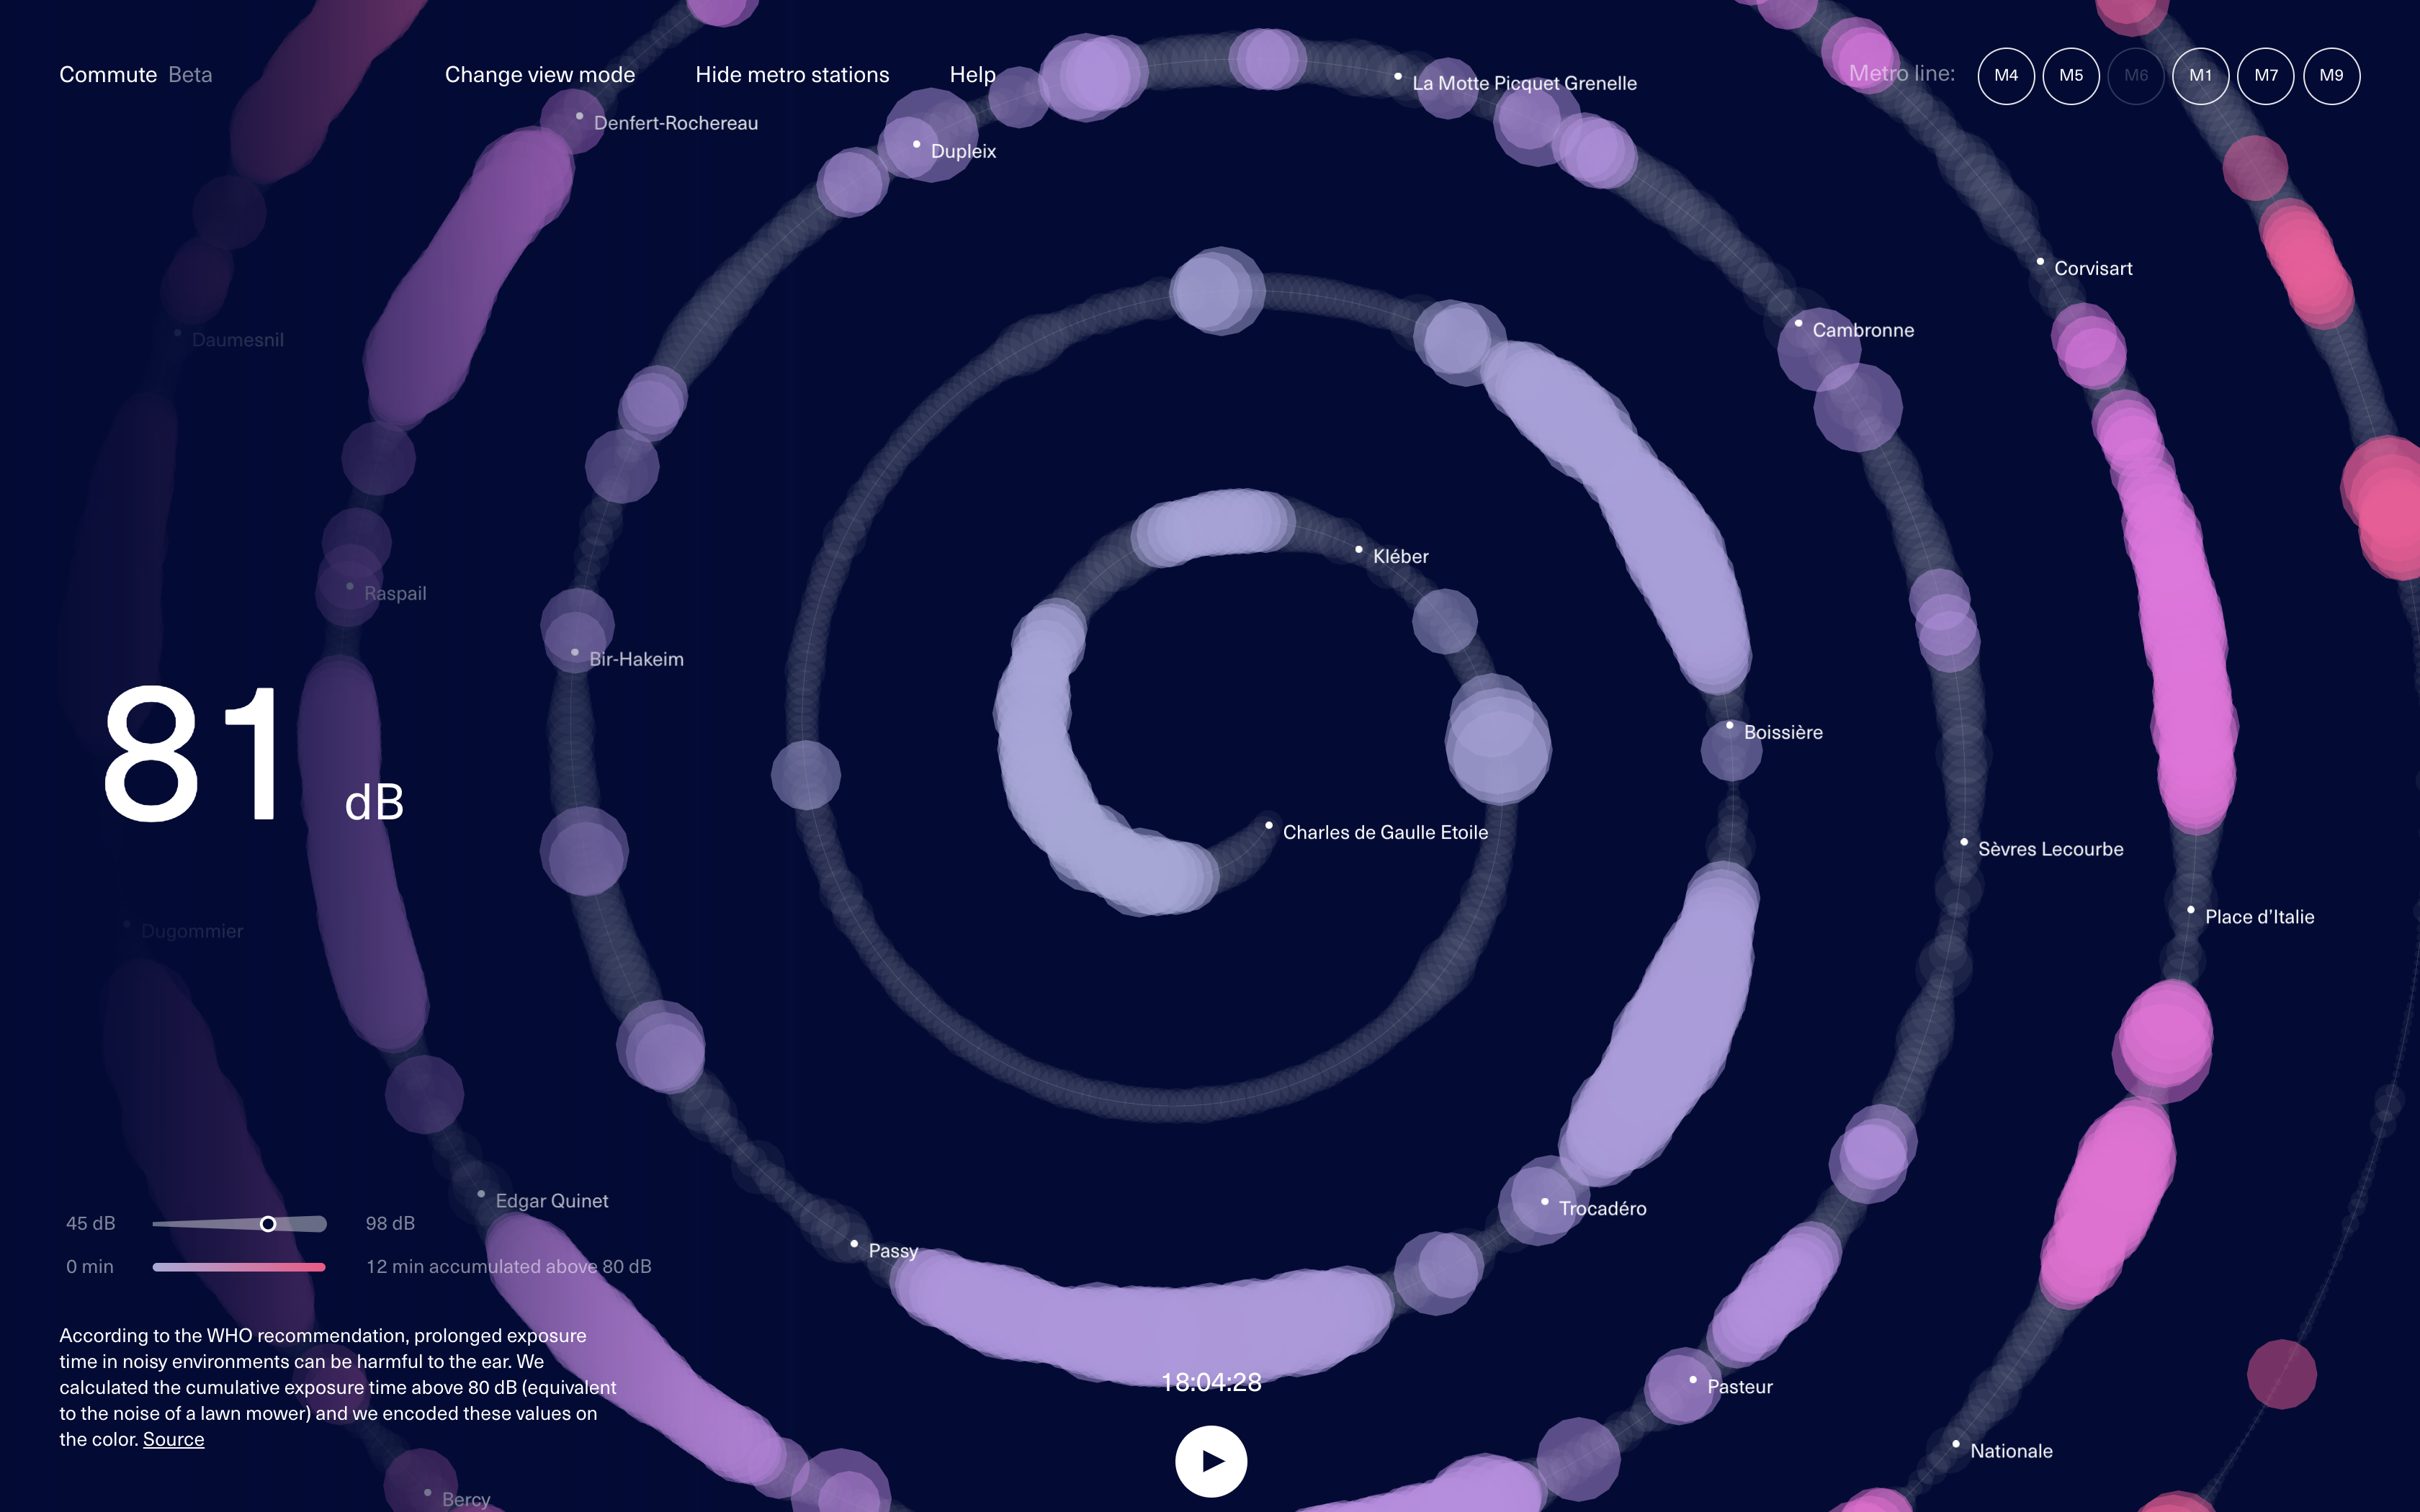 Commute Beta
Change view mode
Hide metro stations
Help
Metro line:
M4
M5
M6
M1
M7
M9
La Motte Picquet Grenelle
Denfert-Rochereau
Dupleix
Corvisart
Cambronne
Daumesnil
Kléber
Raspail
Bir-Hakeim
Boissière
81 dB
Charles de Gaulle Etoile
Sèvres Lecourbe
Place d'Italie
Dugommier
Edgar Quinet
Trocadéro
Passy
45 dB
98 dB
0 min
12 min accumulated above 80 dB
According to the WHO recommendation, prolonged exposure
time in noisy environments can be harmful to the ear. We
calculated the cumulative exposure time above 80 dB (equivalent
to the noise of a lawn mower) and we encoded these values on
the color. Source
18:04:28
Pasteur
Nationale
Bercy